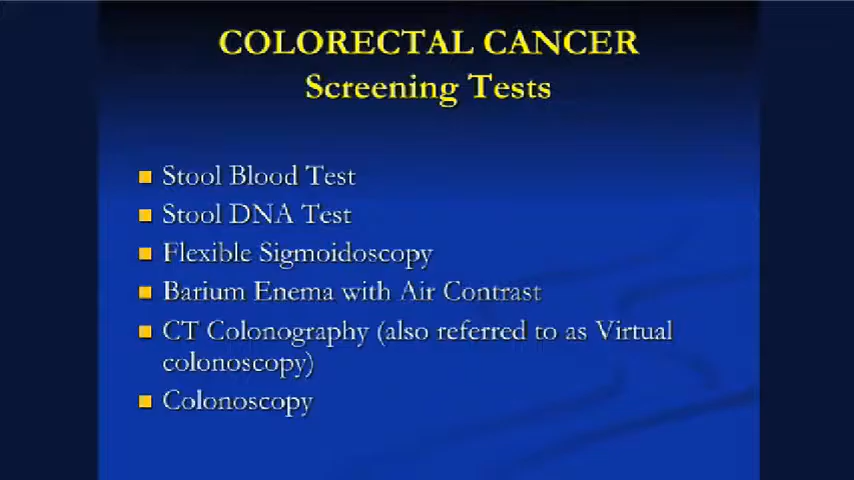 COLORECTAL CANCER
Screening Tests
Stool Blood Test
Stool DNA Test
Flexible Sigmoidoscopy
Barium Enema with Air Contrast
CT Colonography (also referred to as Virtual
colonoscopy)
Colonoscopy